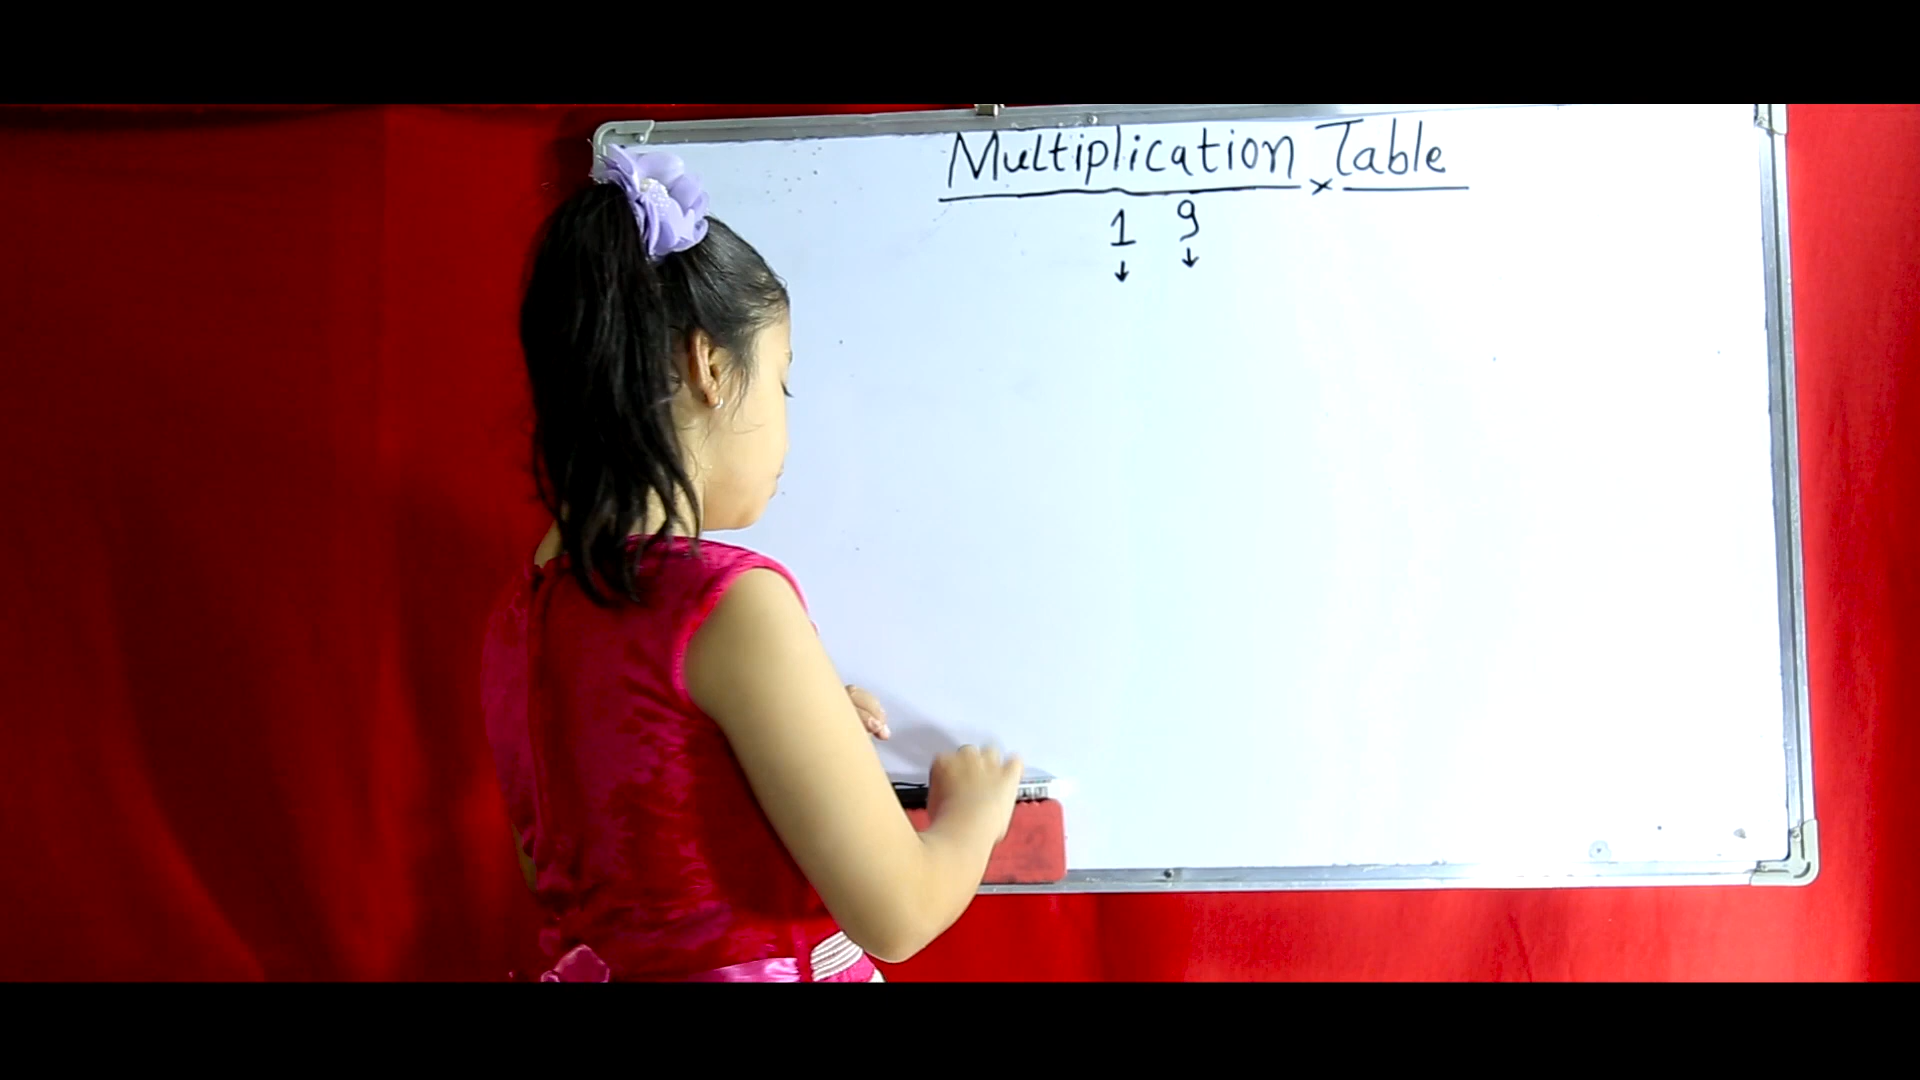 Multiplication Table
×
1 9
↓ ↓